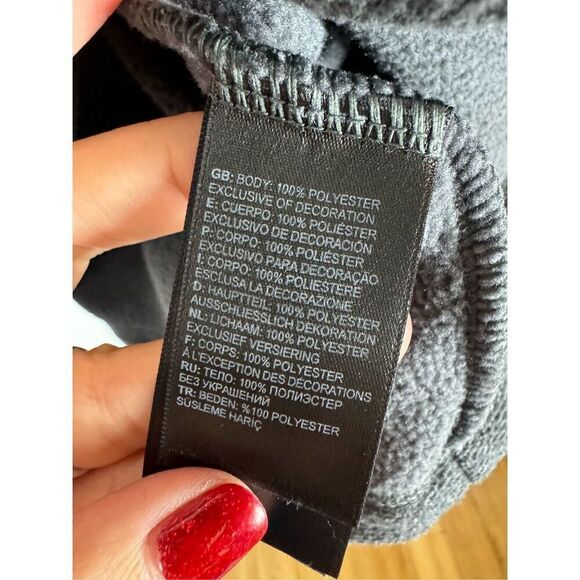 GB: BODY: 100% POLYESTER
EXCLUSIVE OF DECORATION
E: CUERPO: 100% POLIÉSTER
EXCLUSIVO DE DECORACIÓN
P: CORPO: 100% POLIÉSTER
EXCLUSIVO PARA DECORAÇÃO
I: CORPO: 100% POLIESTERE
ESCLUSA LA DECORAZIONE
D: HAUPTTEIL: 100% POLYESTER
AUSSCHLIESSLICH DEKORATION
NL: LICHAAM: 100% POLYESTER
EXCLUSIEF VERSIERING
F: CORPS: 100% POLYESTER
À L'EXCEPTION DES DÉCORATIONS
RU: ТЕЛО: 100% ПОЛИЭСТЕР
БЕЗ УКРАШЕНИЙ
TR: BEDEN: %100 POLYESTER
SÜSLEME HARİÇ